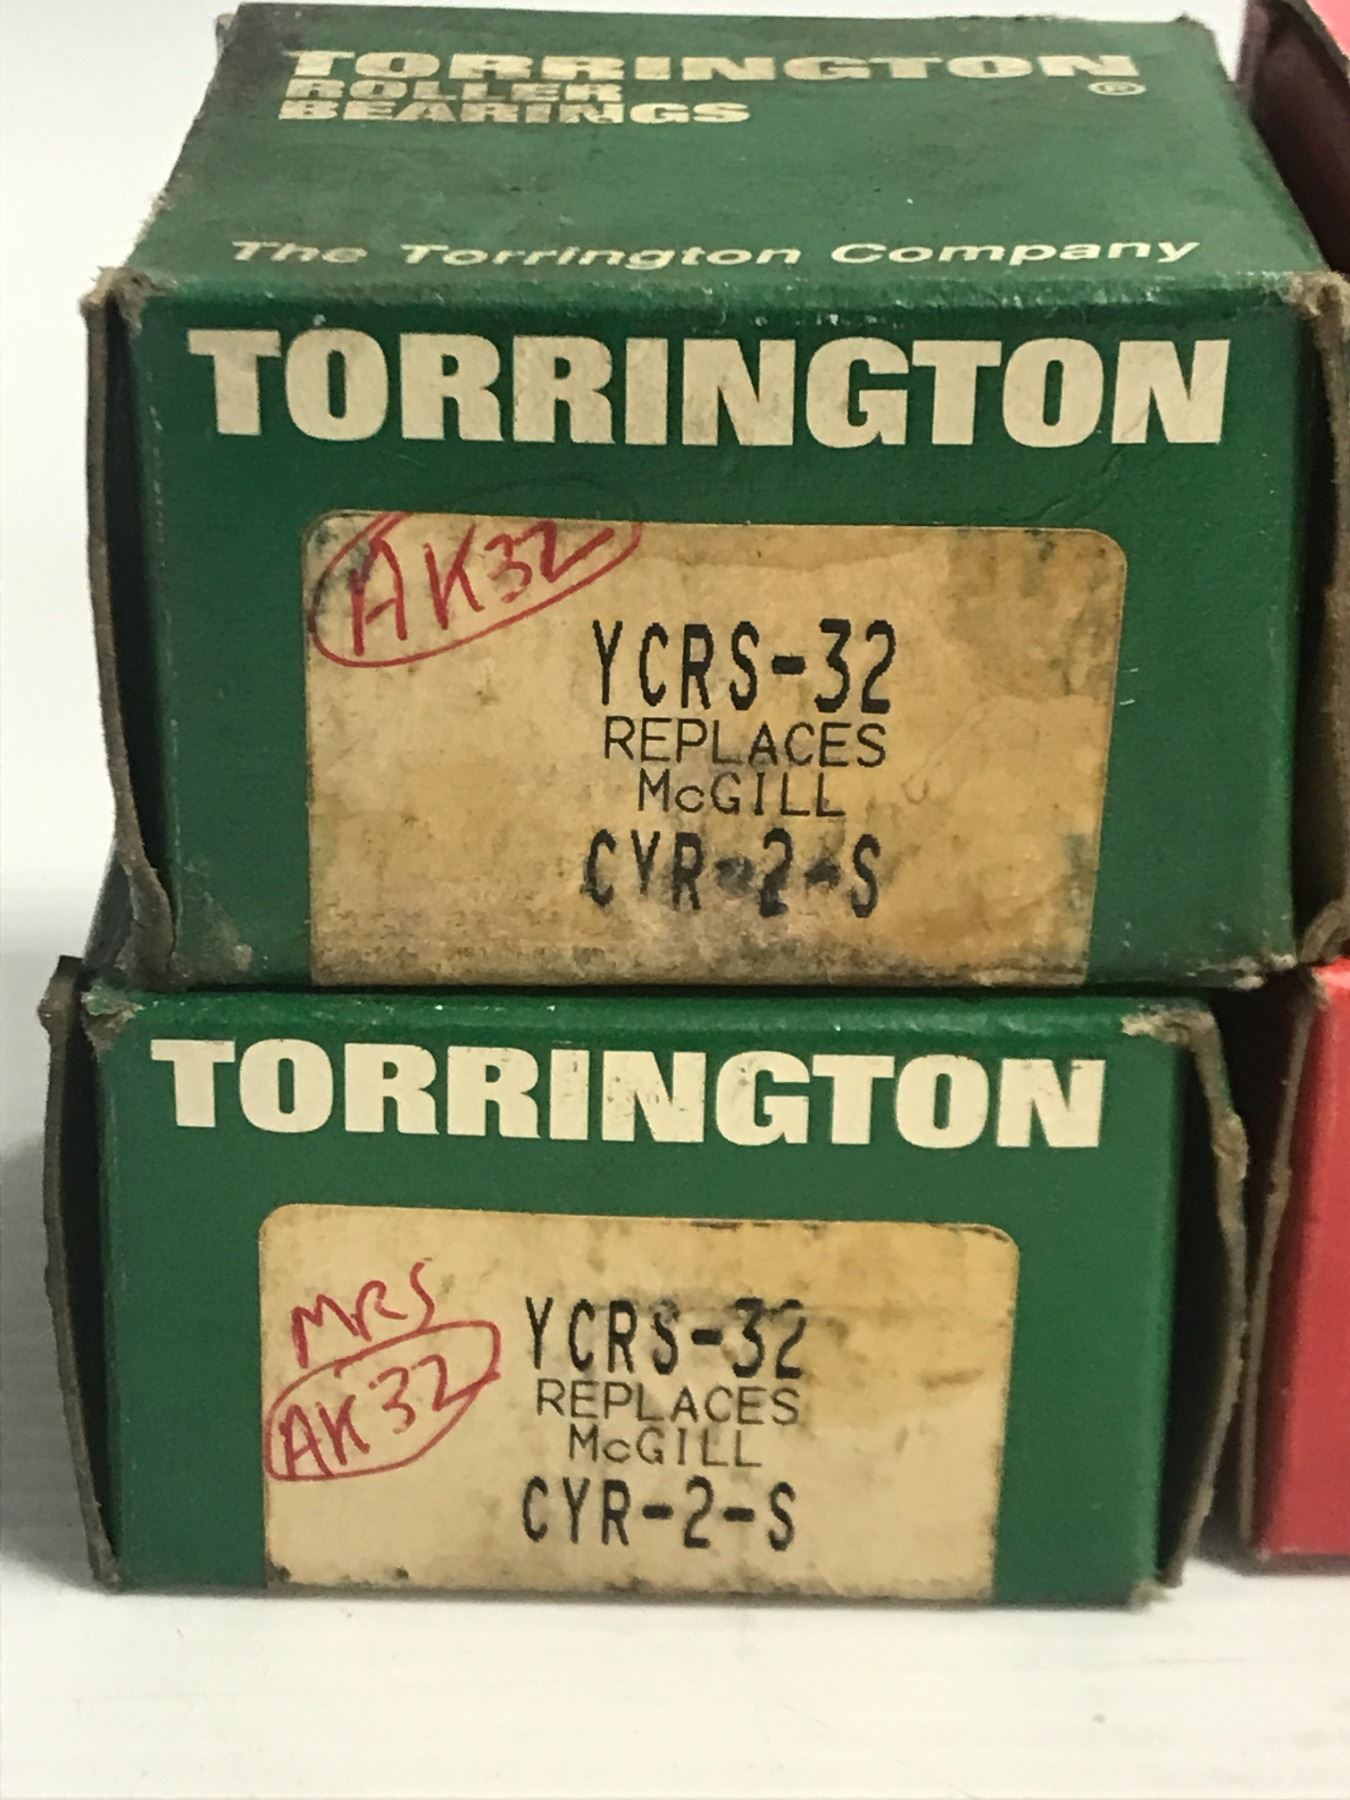 TORRINGTON
®
ROLLER
BEARINGS
The Torrington Company
TORRINGTON
AK32
YCRS-32
REPLACES
McGILL
CYR-2-S
TORRINGTON
MRS
AK32
YCRS-32
REPLACES
McGILL
CYR-2-S